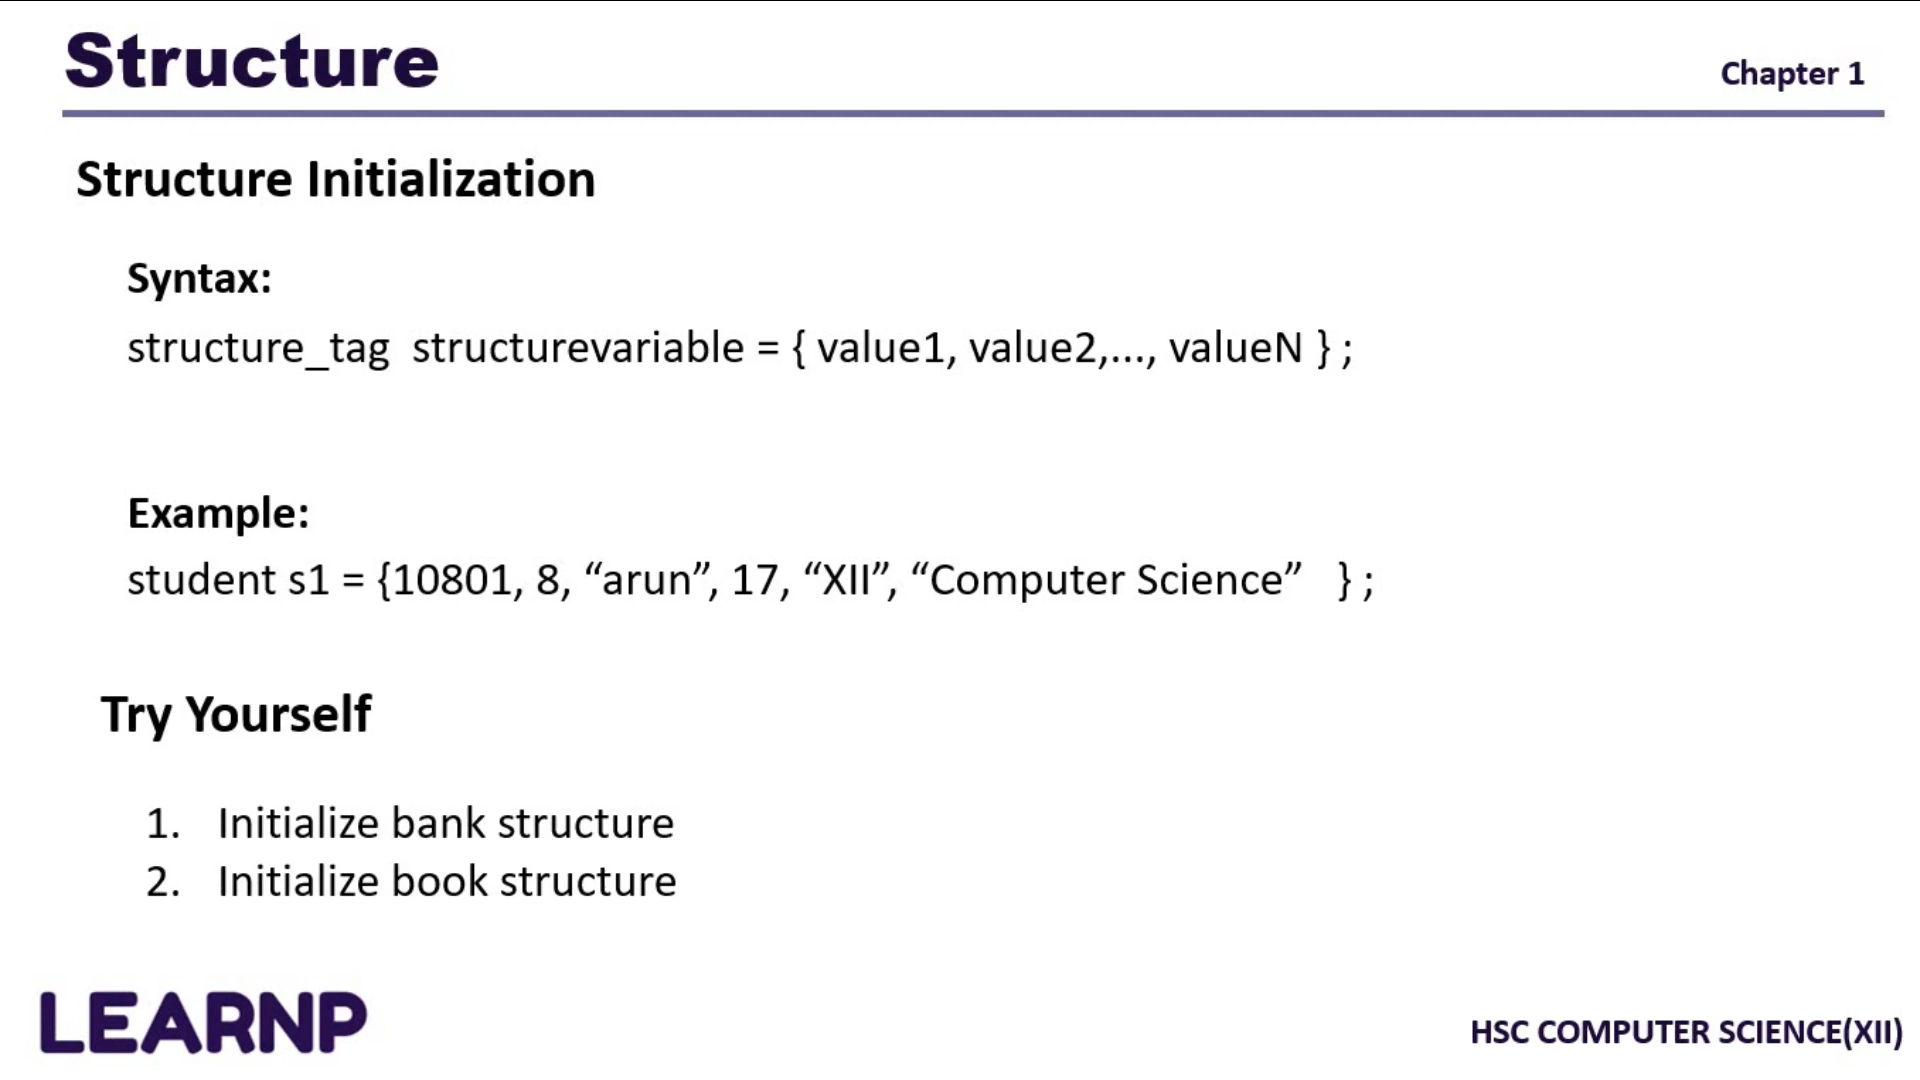 Structure
Chapter 1
Structure Initialization
Syntax:
structure_tag  structurevariable = { value1, value2,..., valueN } ;
Example:
student s1 = {10801, 8, “arun”, 17, “XII”, “Computer Science”   } ;
Try Yourself
1. Initialize bank structure
2. Initialize book structure
LEARNP
HSC COMPUTER SCIENCE(XII)